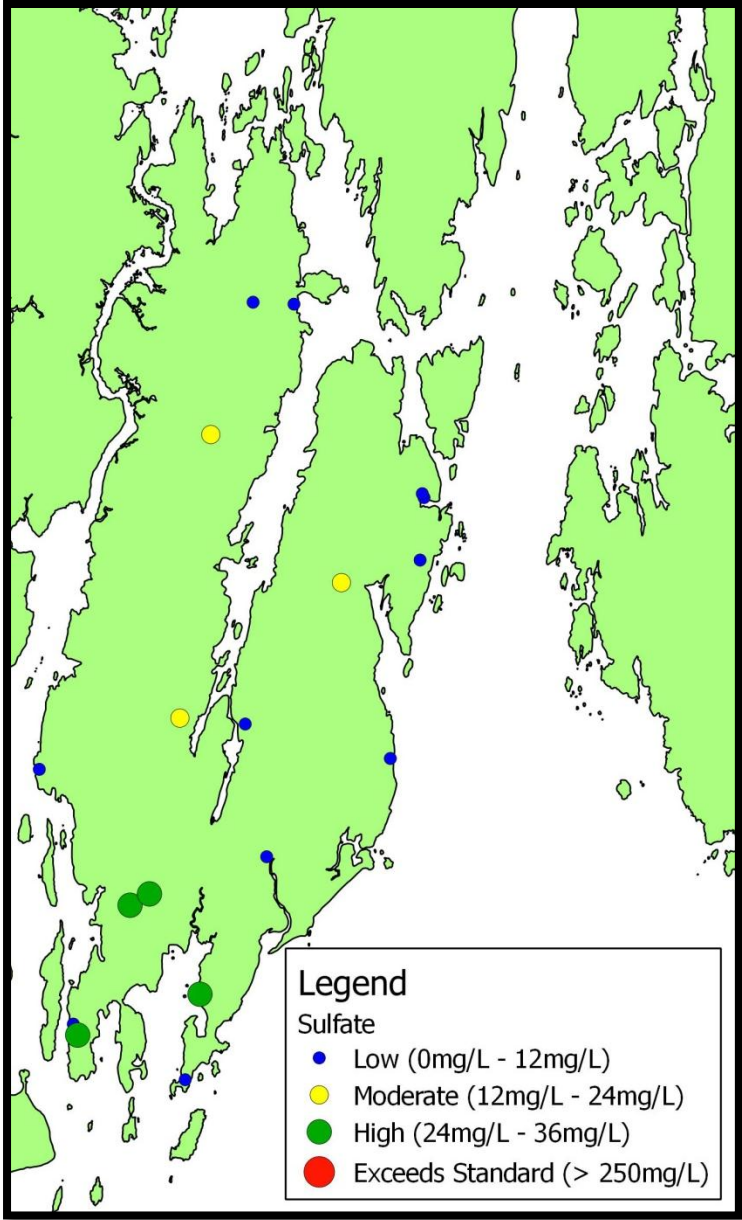 Legend
Sulfate
Low (0mg/L - 12mg/L)
Moderate (12mg/L - 24mg/L)
High (24mg/L - 36mg/L)
Exceeds Standard (> 250mg/L)